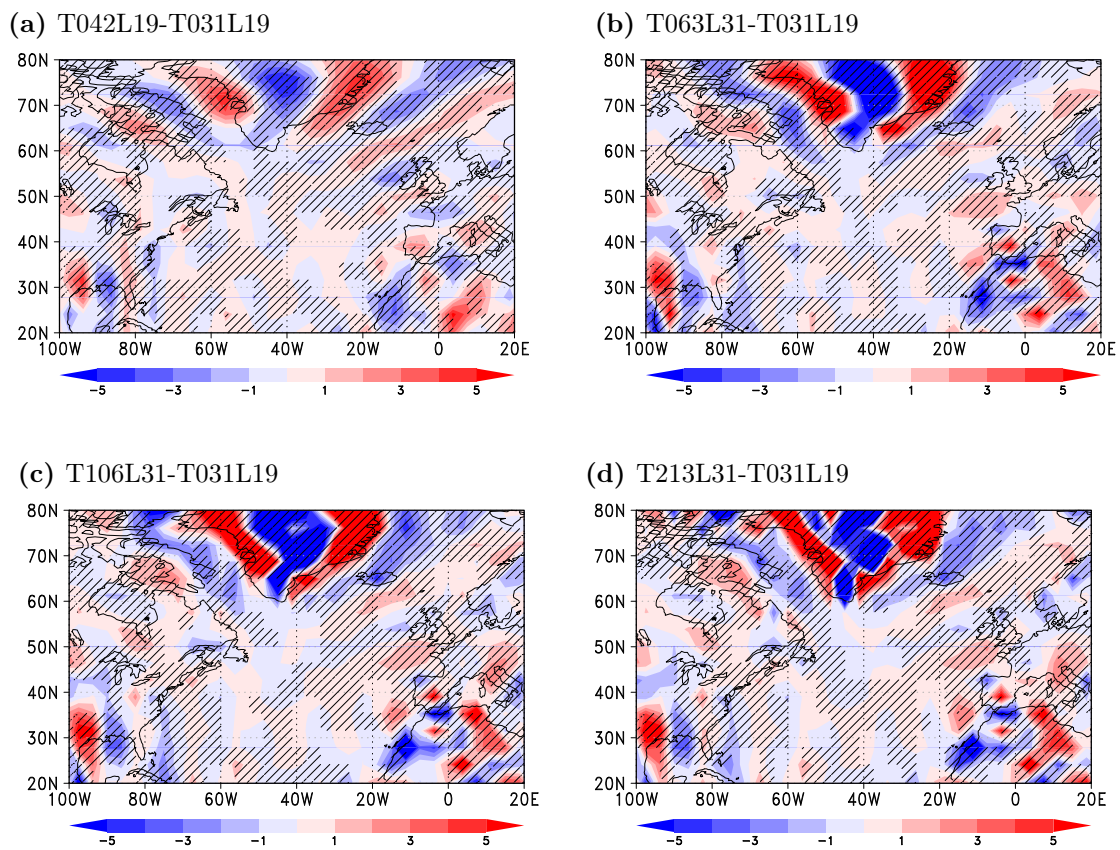 (a) T042L19-T031L19
80N
70N
60N
50N
40N
30N
20N
100W 80W 60W 40W 20W 0 20E
-5 -3 -1 1 3 5
(b) T063L31-T031L19
80N
70N
60N
50N
40N
30N
20N
100W 80W 60W 40W 20W 0 20E
-5 -3 -1 1 3 5
(c) T106L31-T031L19
80N
70N
60N
50N
40N
30N
20N
100W 80W 60W 40W 20W 0 20E
-5 -3 -1 1 3 5
(d) T213L31-T031L19
80N
70N
60N
50N
40N
30N
20N
100W 80W 60W 40W 20W 0 20E
-5 -3 -1 1 3 5